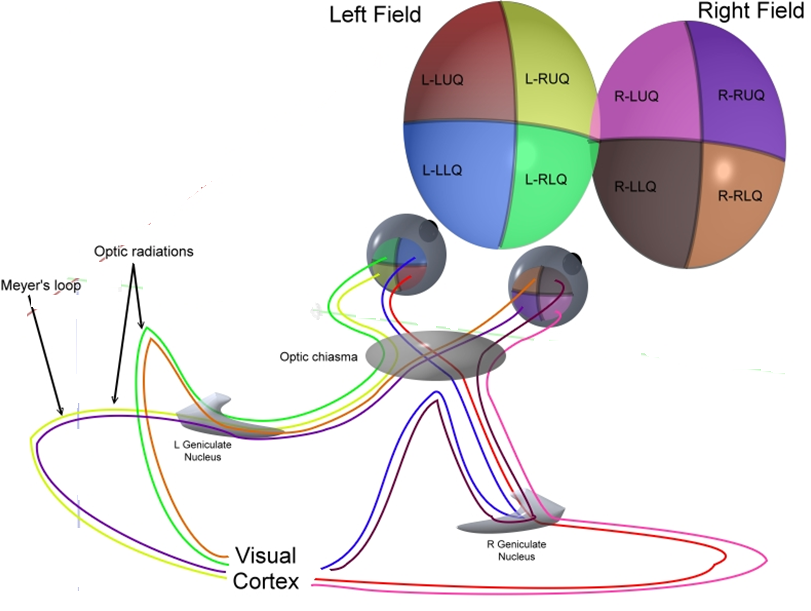 Left Field
Right Field
L-LUQ
L-RUQ
R-LUQ
R-RUQ
L-LLQ
L-RLQ
R-LLQ
R-RLQ
Optic radiations
Meyer's loop
Optic chiasma
L Geniculate
Nucleus
R Geniculate
Nucleus
Visual
Cortex